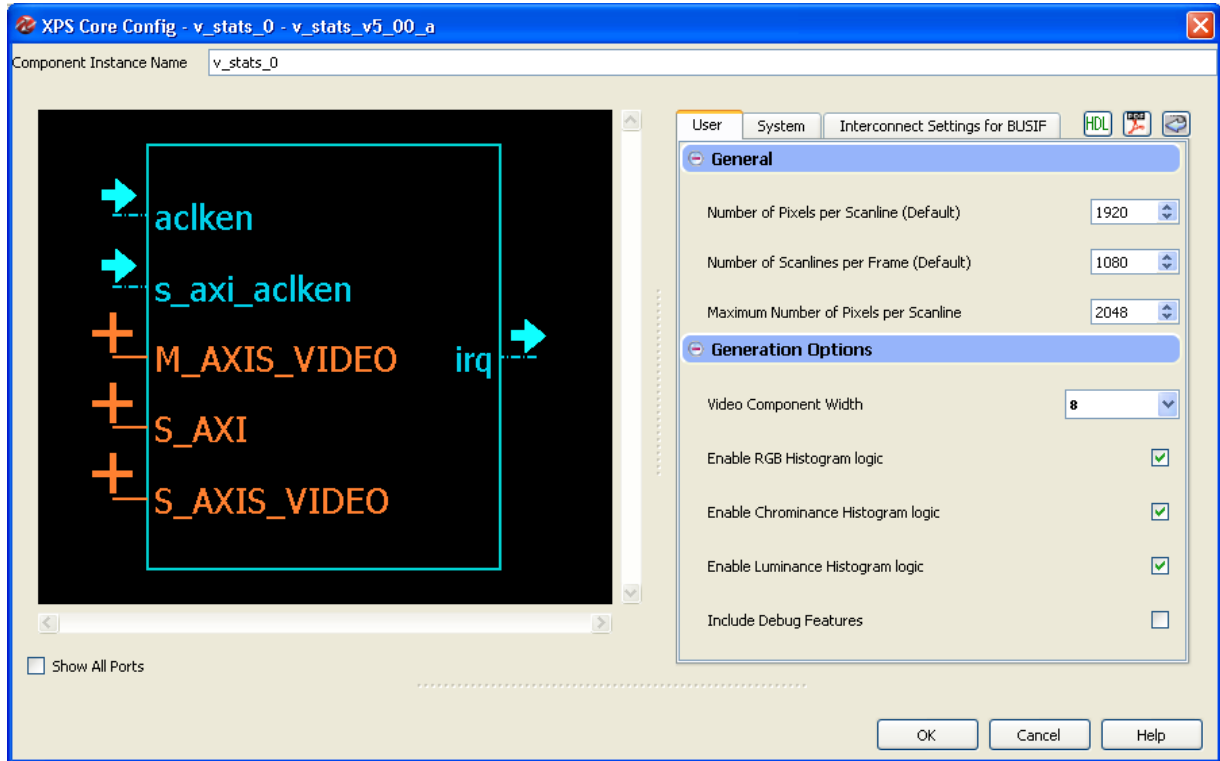 XPS Core Config - v_stats_0 - v_stats_v5_00_a
Component Instance Name v_stats_0
aclken
s_axi_aclken
M_AXIS_VIDEO irq
S_AXI
S_AXIS_VIDEO
Show All Ports
User System Interconnect Settings for BUSIF HDL
General
Number of Pixels per Scanline (Default) 1920
Number of Scanlines per Frame (Default) 1080
Maximum Number of Pixels per Scanline 2048
Generation Options
Video Component Width 8
Enable RGB Histogram logic
Enable Chrominance Histogram logic
Enable Luminance Histogram logic
Include Debug Features
OK Cancel Help